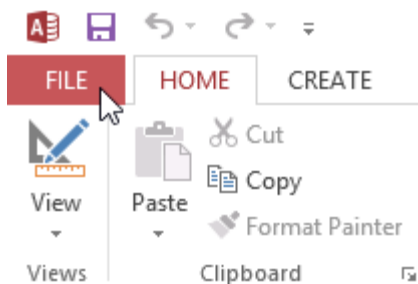 FILE HOME CREATE
Cut
Copy
View Paste
Format Painter
Views Clipboard